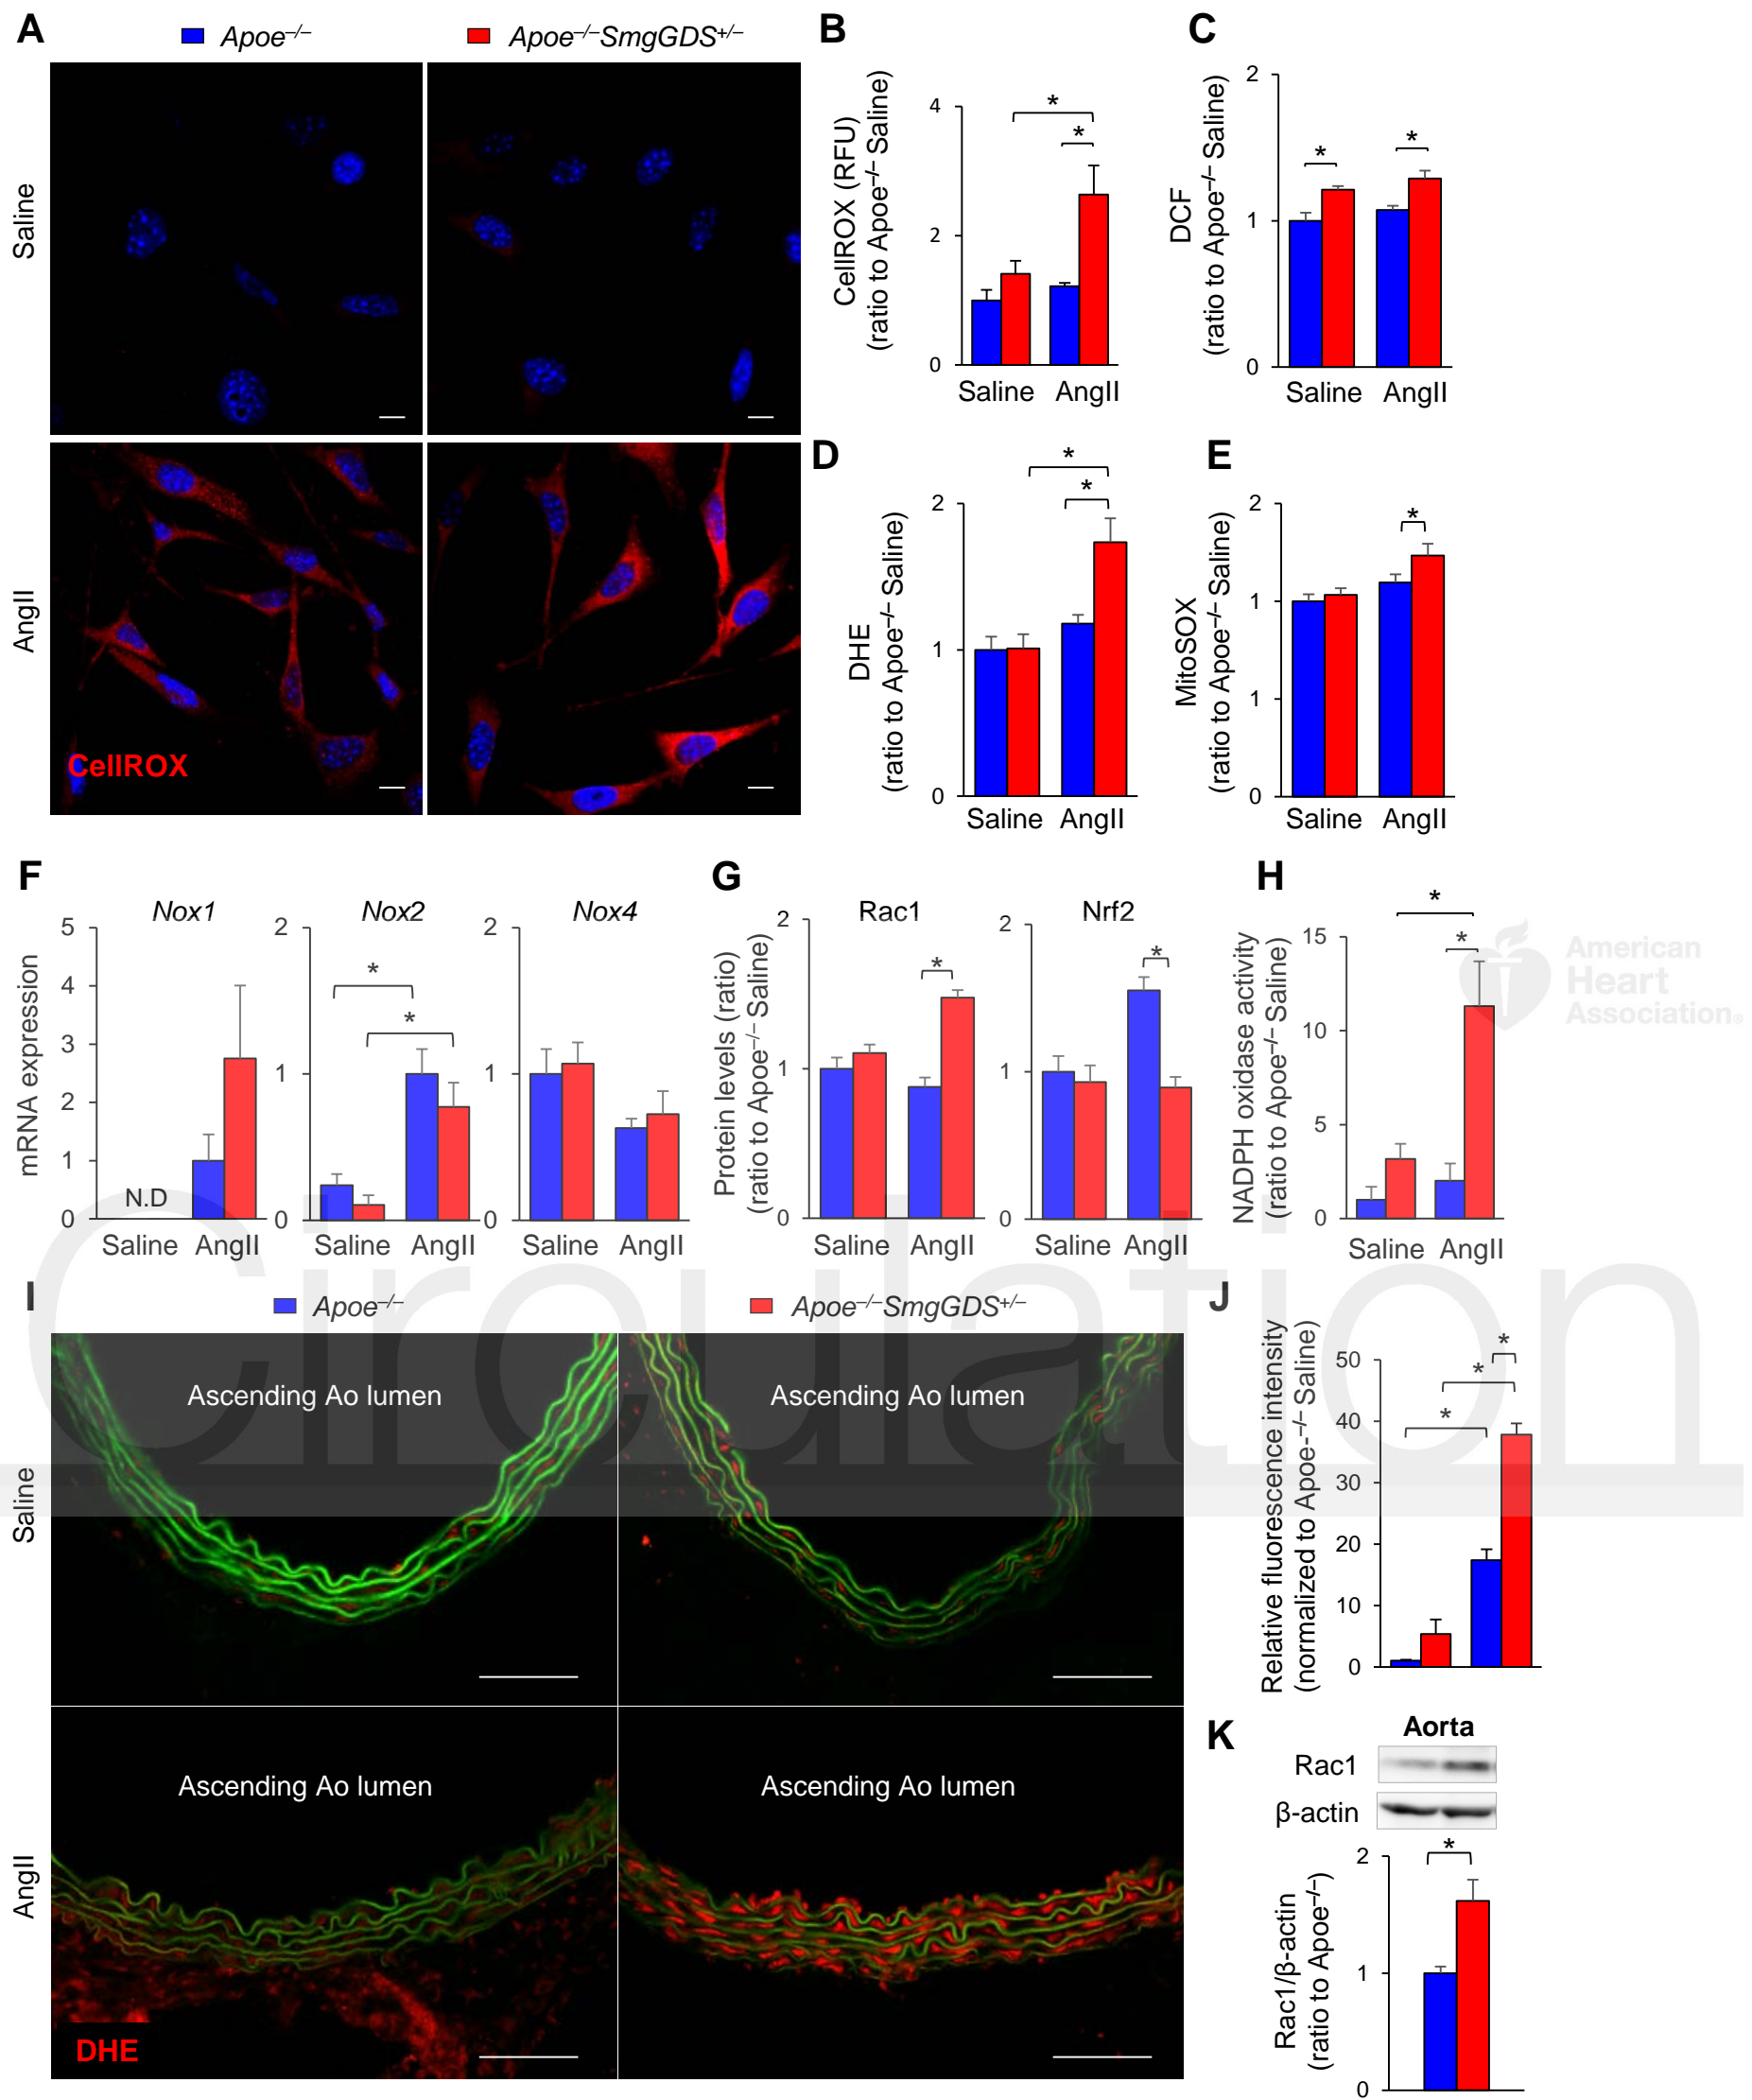 A
Apoe–/–
Apoe–/–SmgGDS+/–
Saline
AngII
CellROX
B
CellROX (RFU)
(ratio to Apoe–/– Saline)
4
2
0
*
*
Saline AngII
C
DCF
(ratio to Apoe–/– Saline)
2
1
0
*
*
Saline AngII
D
DHE
(ratio to Apoe–/– Saline)
2
1
0
*
*
Saline AngII
E
MitoSOX
(ratio to Apoe–/– Saline)
2
1
1
0
*
Saline AngII
F
mRNA expression
Nox1
5
4
3
2
1
0
N.D
Saline AngII
Nox2
2
1
0
*
*
Saline AngII
Nox4
2
1
0
Saline AngII
G
Protein levels (ratio)
(ratio to Apoe–/– Saline)
Rac1
2
1
0
*
Saline AngII
Nrf2
2
1
0
*
Saline AngII
H
NADPH oxidase activity
(ratio to Apoe–/– Saline)
15
10
5
0
*
*
Saline AngII
American
Heart
Association®
Circulation
I
Apoe–/–
Apoe–/–SmgGDS+/–
Saline
Ascending Ao lumen
Ascending Ao lumen
AngII
Ascending Ao lumen
Ascending Ao lumen
DHE
J
Relative fluorescence intensity
(normalized to Apoe-–/– Saline)
50
40
30
20
10
0
*
*
*
K
Aorta
Rac1
β-actin
Rac1/β-actin
(ratio to Apoe–/–)
2
1
0
*